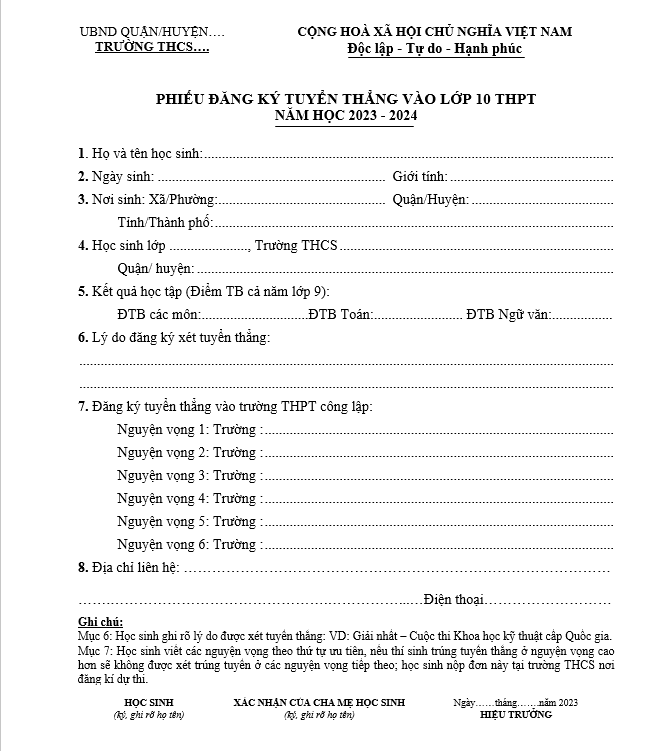 UBND QUẬN/HUYỆN…. CỘNG HOÀ XÃ HỘI CHỦ NGHĨA VIỆT NAM
TRƯỜNG THCS…. Độc lập - Tự do - Hạnh phúc
PHIẾU ĐĂNG KÝ TUYỂN THẲNG VÀO LỚP 10 THPT
NĂM HỌC 2023 - 2024
1. Họ và tên học sinh:..........
2. Ngày sinh: .......... Giới tính:..........
3. Nơi sinh: Xã/Phường:.......... Quận/Huyện:..........
Tỉnh/Thành phố:..........
4. Học sinh lớp .........., Trường THCS..........
Quận/ huyện: ..........
5. Kết quả học tập (Điểm TB cả năm lớp 9):
ĐTB các môn:..........ĐTB Toán:.......... ĐTB Ngữ văn:..........
6. Lý do đăng ký xét tuyển thẳng:
..........
..........
7. Đăng ký tuyển thẳng vào trường THPT công lập:
Nguyện vọng 1: Trường :..........
Nguyện vọng 2: Trường :..........
Nguyện vọng 3: Trường :..........
Nguyện vọng 4: Trường :..........
Nguyện vọng 5: Trường :..........
Nguyện vọng 6: Trường :..........
8. Địa chỉ liên hệ: ……………
……………Điện thoại……………
Ghi chú:
Mục 6: Học sinh ghi rõ lý do được xét tuyển thẳng: VD: Giải nhất – Cuộc thi Khoa học kỹ thuật cấp Quốc gia.
Mục 7: Học sinh viết các nguyện vọng theo thứ tự ưu tiên, nếu thí sinh trúng tuyển thẳng ở nguyện vọng cao
hơn sẽ không được xét trúng tuyển ở các nguyện vọng tiếp theo; học sinh nộp đơn này tại trường THCS nơi
đăng kí dự thi.
HỌC SINH XÁC NHẬN CỦA CHA MẸ HỌC SINH Ngày……tháng…….năm 2023
(ký, ghi rõ họ tên) (ký, ghi rõ họ tên) HIỆU TRƯỞNG